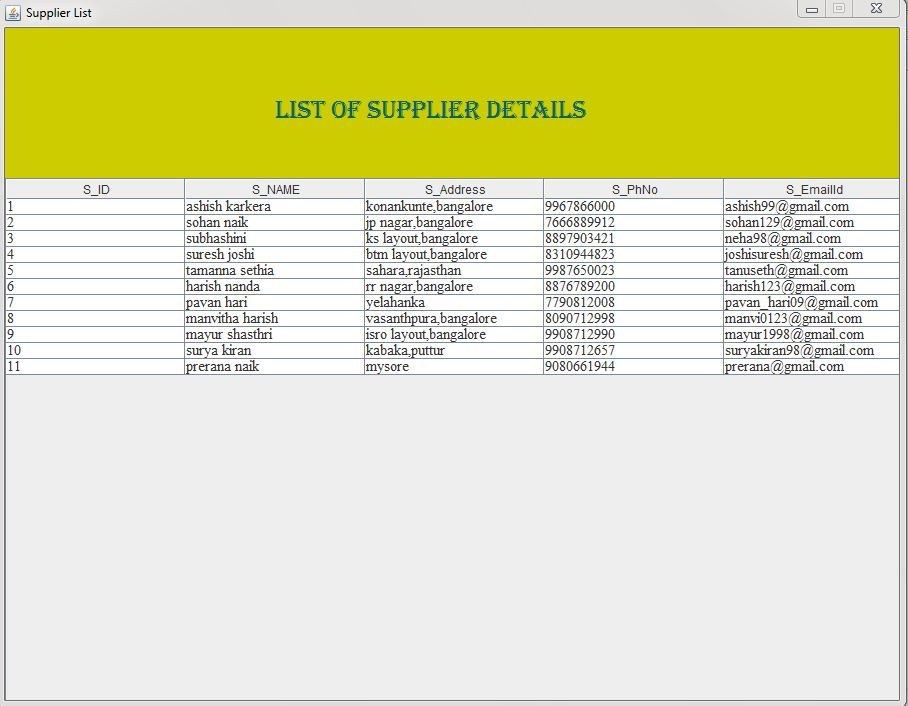 Supplier List
LIST OF SUPPLIER DETAILS
S_ID S_NAME S_Address S_PhNo S_EmailId
1 ashish karkera konankunte,bangalore 9967866000 ashish99@gmail.com
2 sohan naik jp nagar,bangalore 7666889912 sohan129@gmail.com
3 subhashini ks layout,bangalore 8897903421 neha98@gmail.com
4 suresh joshi btm layout,bangalore 8310944823 joshisuresh@gmail.com
5 tamanna sethia sahara,rajasthan 9987650023 tanuseth@gmail.com
6 harish nanda rr nagar,bangalore 8876789200 harish123@gmail.com
7 pavan hari yelahanka 7790812008 pavan_hari09@gmail.com
8 manvitha harish vasanthpura,bangalore 8090712998 manvi0123@gmail.com
9 mayur shasthri isro layout,bangalore 9908712990 mayur1998@gmail.com
10 surya kiran kabaka,puttur 9908712657 suryakiran98@gmail.com
11 prerana naik mysore 9080661944 prerana@gmail.com